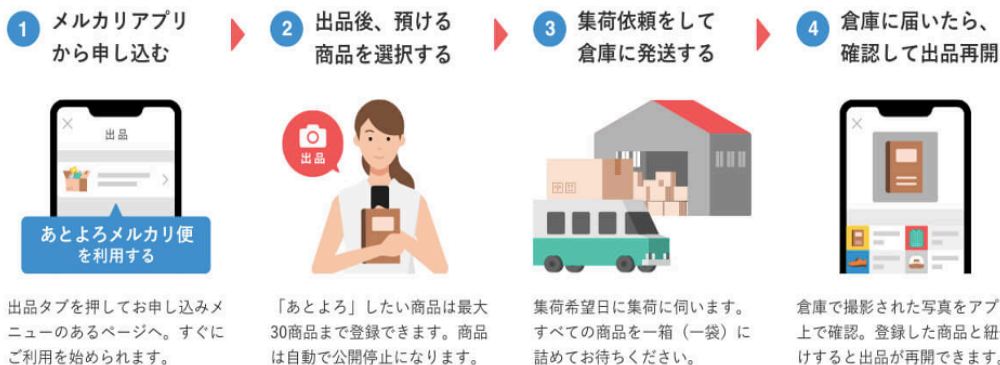 1
メルカリアプリ
から申し込む
出品
あとよろメルカリ便
を利用する
出品タブを押してお申し込みメ
ニューのあるページへ。すぐに
ご利用を始められます。
2
出品後、預ける
商品を選択する
出品
「あとよろ」したい商品は最大
30商品まで登録できます。商品
は自動で公開停止になります。
3
集荷依頼をして
倉庫に発送する
集荷希望日に集荷に伺います。
すべての商品を一箱（一袋）に
詰めてお待ちください。
4
倉庫に届いたら、
確認して出品再開
倉庫で撮影された写真をアプ
上で確認。登録した商品と紐
けすると出品が再開できます。